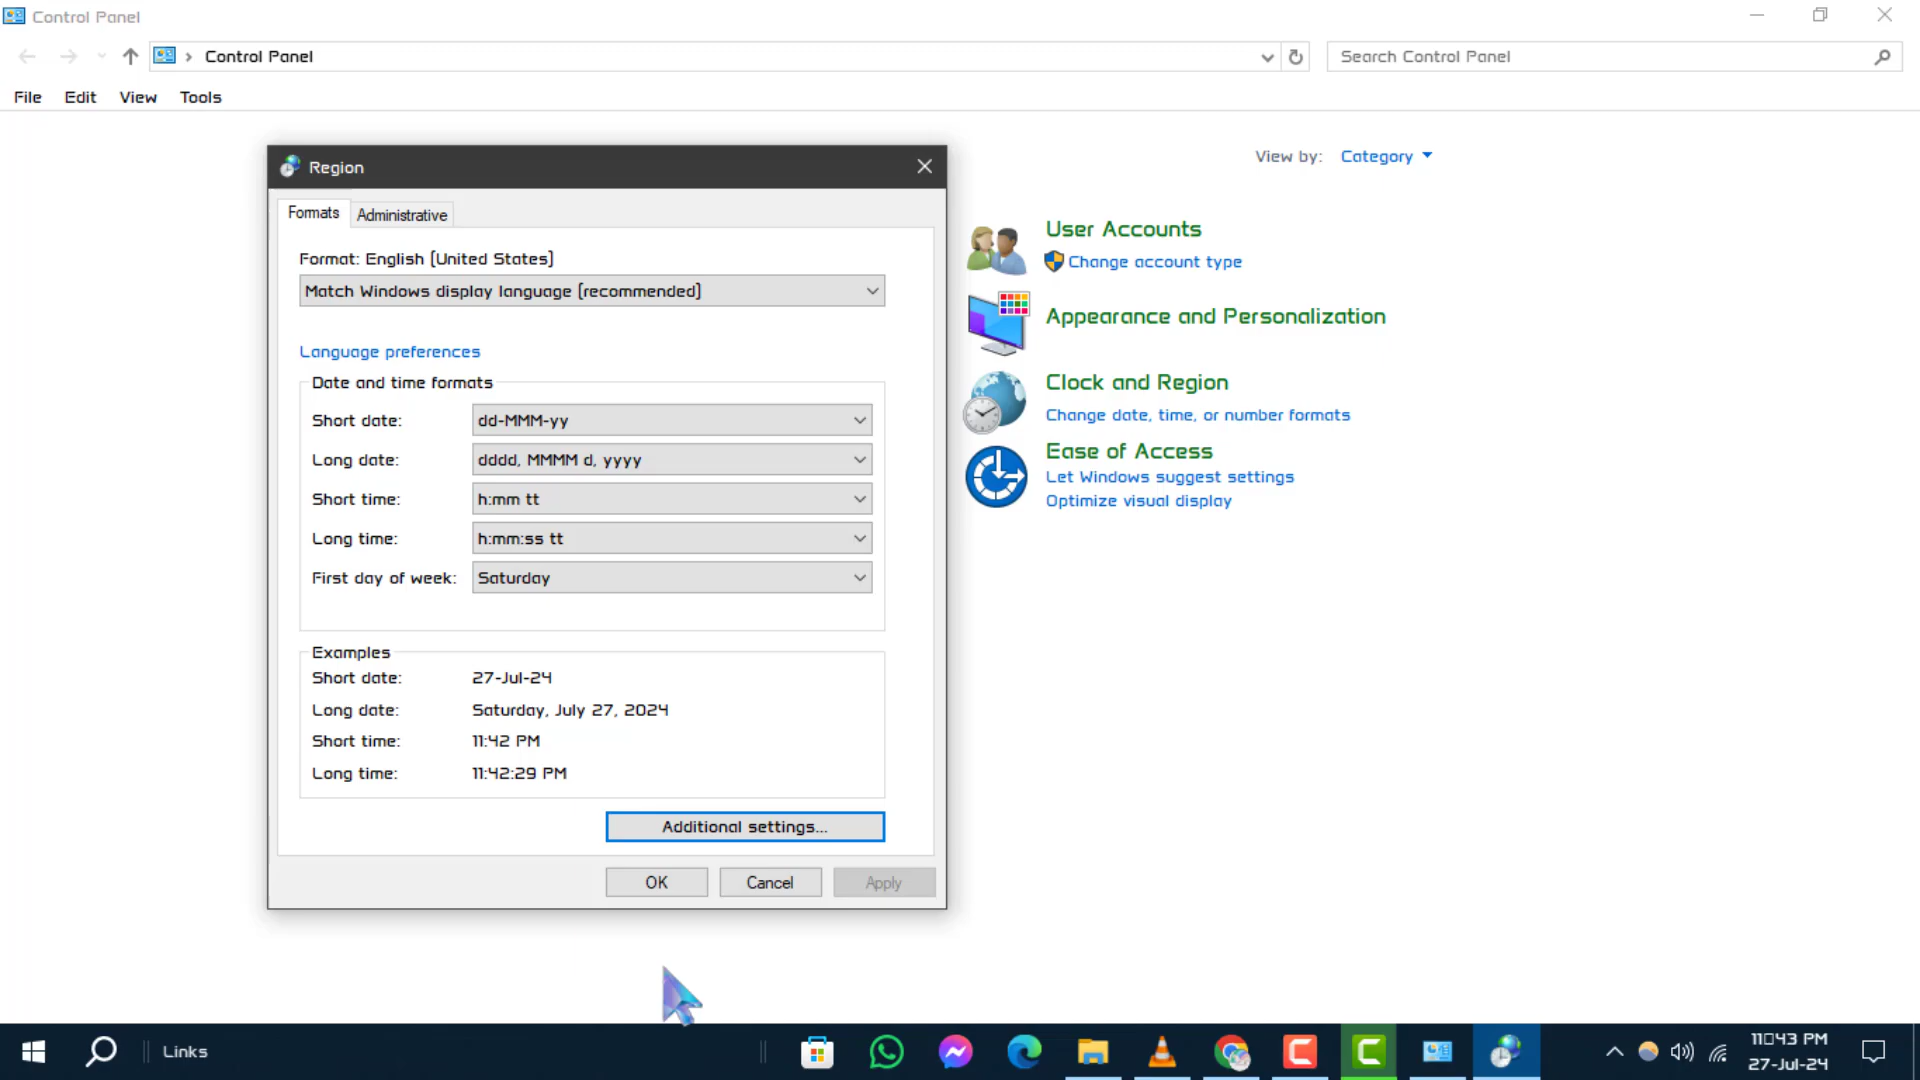 Control Panel
Control Panel
Search Control Panel
File Edit View Tools
View by: Category
Region
Formats Administrative
Format: English (United States)
Match Windows display language (recommended)
Language preferences
Date and time formats
Short date: dd-MMM-yy
Long date: dddd, MMMM d, yyyy
Short time: h:mm tt
Long time: h:mm:ss tt
First day of week: Saturday
Examples
Short date: 27-Jul-24
Long date: Saturday, July 27, 2024
Short time: 11:42 PM
Long time: 11:42:29 PM
Additional settings...
OK Cancel Apply
User Accounts
Change account type
Appearance and Personalization
Clock and Region
Change date, time, or number formats
Ease of Access
Let Windows suggest settings
Optimize visual display
Links
11□43 PM
27-Jul-24